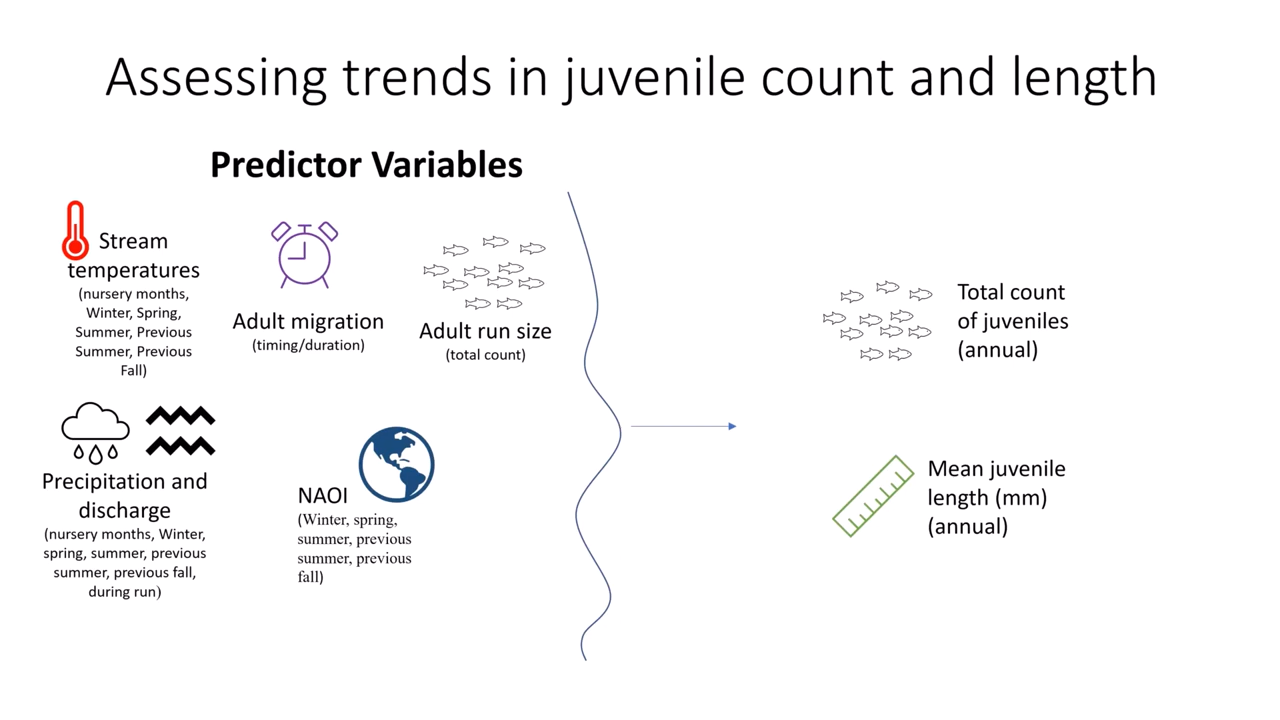 Assessing trends in juvenile count and length
Predictor Variables
Stream
temperatures
(nursery months,
Winter, Spring,
Summer, Previous
Summer, Previous
Fall)
Adult migration
(timing/duration)
Adult run size
(total count)
Precipitation and
discharge
(nursery months, Winter,
spring, summer, previous
summer, previous fall,
during run)
NAOI
(Winter, spring,
summer, previous
summer, previous
fall)
Total count
of juveniles
(annual)
Mean juvenile
length (mm)
(annual)